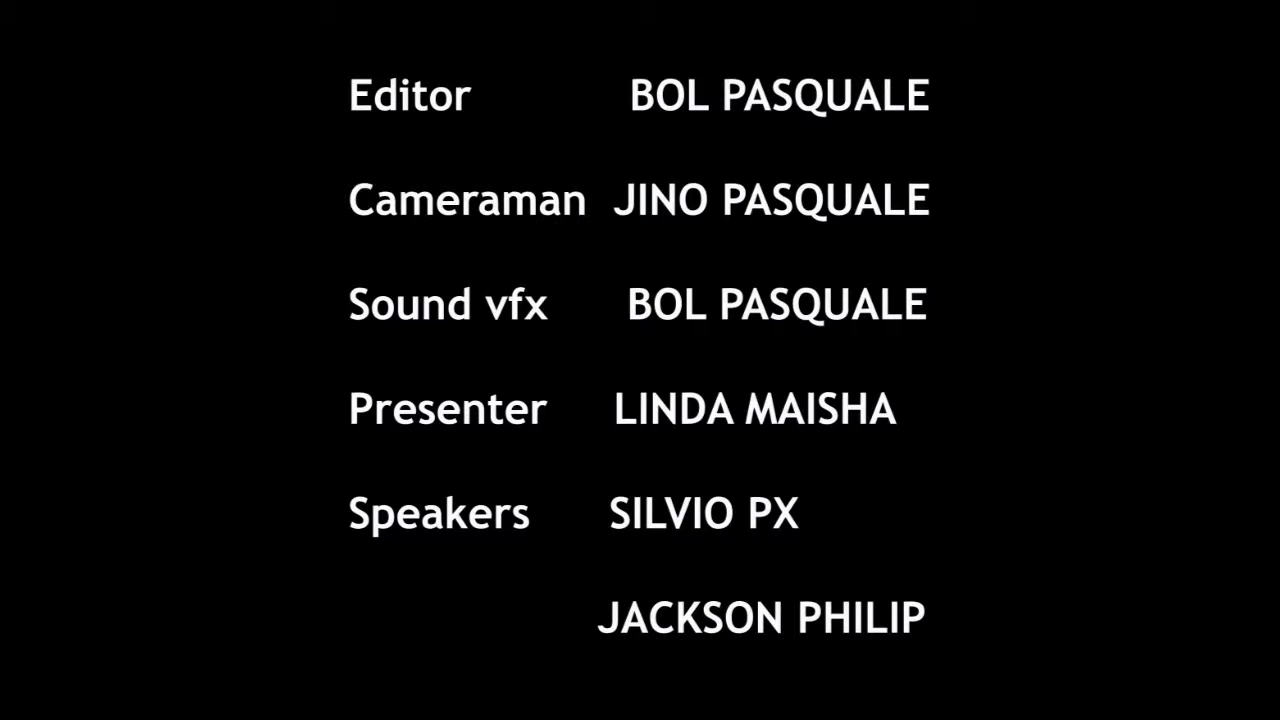 Editor BOL PASQUALE
Cameraman JINO PASQUALE
Sound vfx BOL PASQUALE
Presenter LINDA MAISHA
Speakers SILVIO PX
JACKSON PHILIP